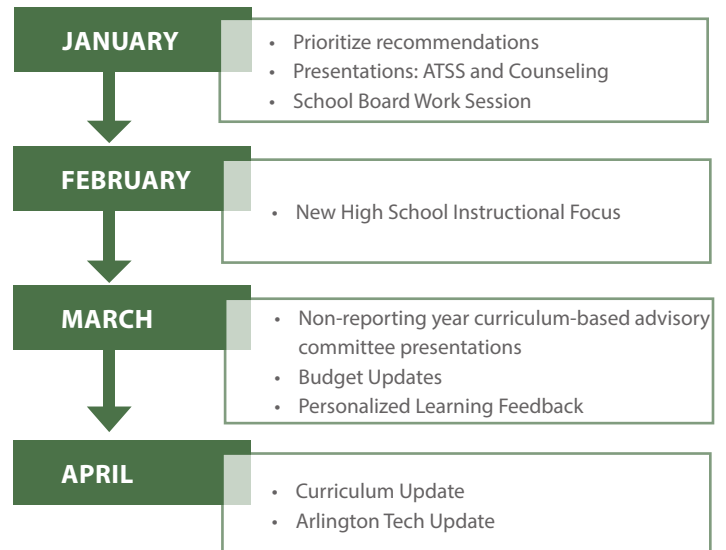 JANUARY
• Prioritize recommendations
• Presentations: ATSS and Counseling
• School Board Work Session
FEBRUARY
• New High School Instructional Focus
MARCH
• Non-reporting year curriculum-based advisory
committee presentations
• Budget Updates
• Personalized Learning Feedback
APRIL
• Curriculum Update
• Arlington Tech Update